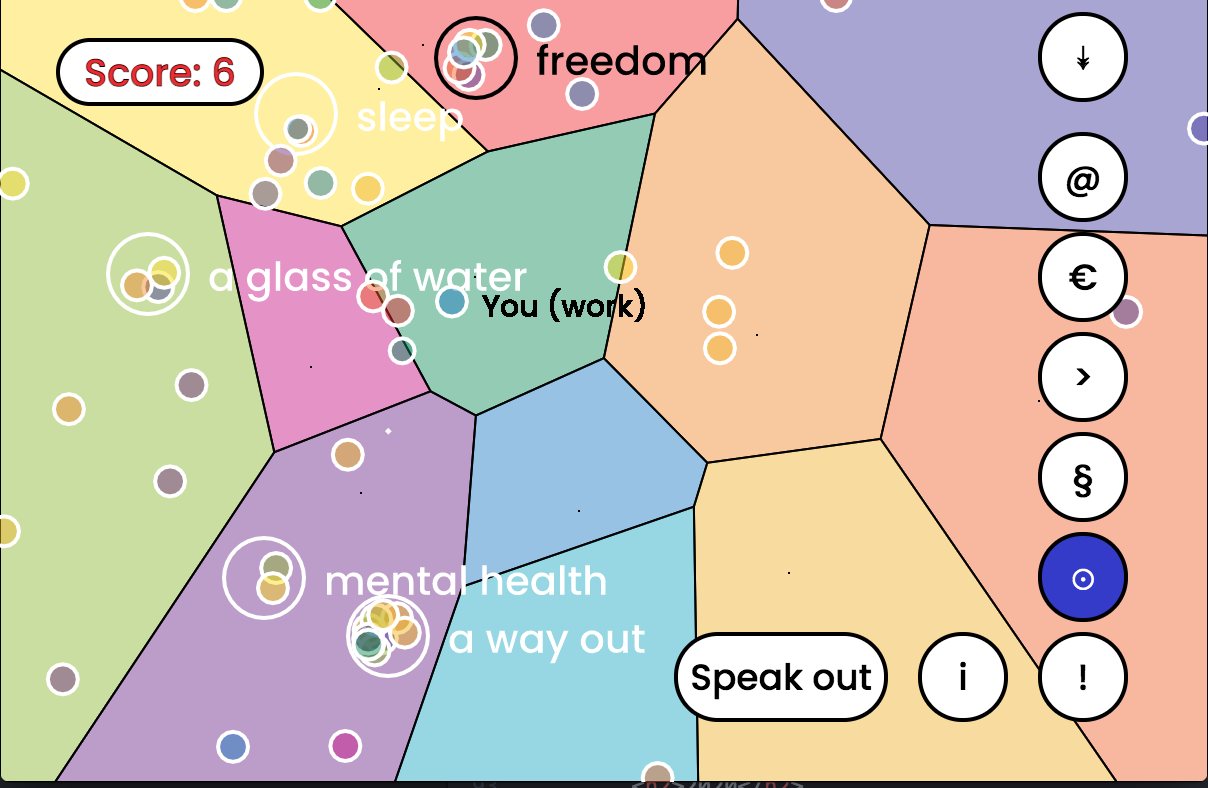 freedom
Score: 6
sleep
↡
@
a glass of water
€
You (work)
>
§
mental health
⊙
a way out
Speak out
i
!